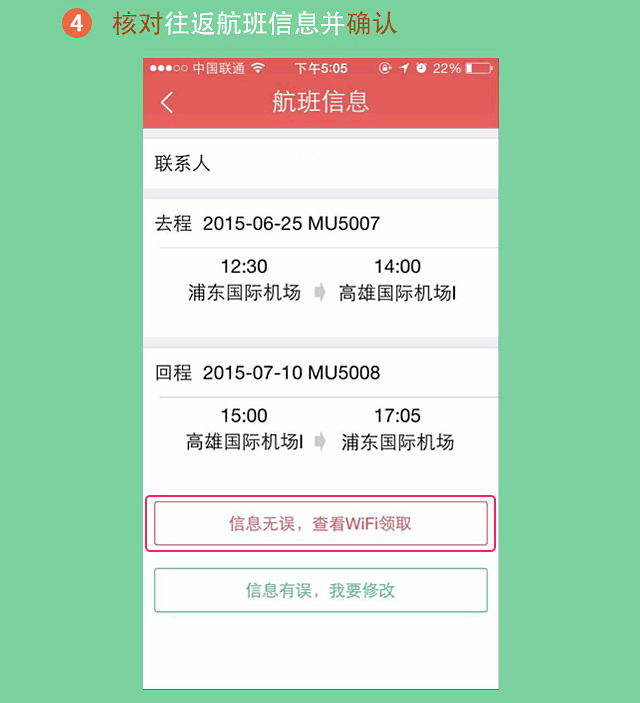 4 核对往返航班信息并确认
中国联通 下午5:05 22%
航班信息
联系人
去程 2015-06-25 MU5007
12:30 14:00
浦东国际机场 高雄国际机场I
回程 2015-07-10 MU5008
15:00 17:05
高雄国际机场I 浦东国际机场
信息无误，查看WiFi领取
信息有误，我要修改